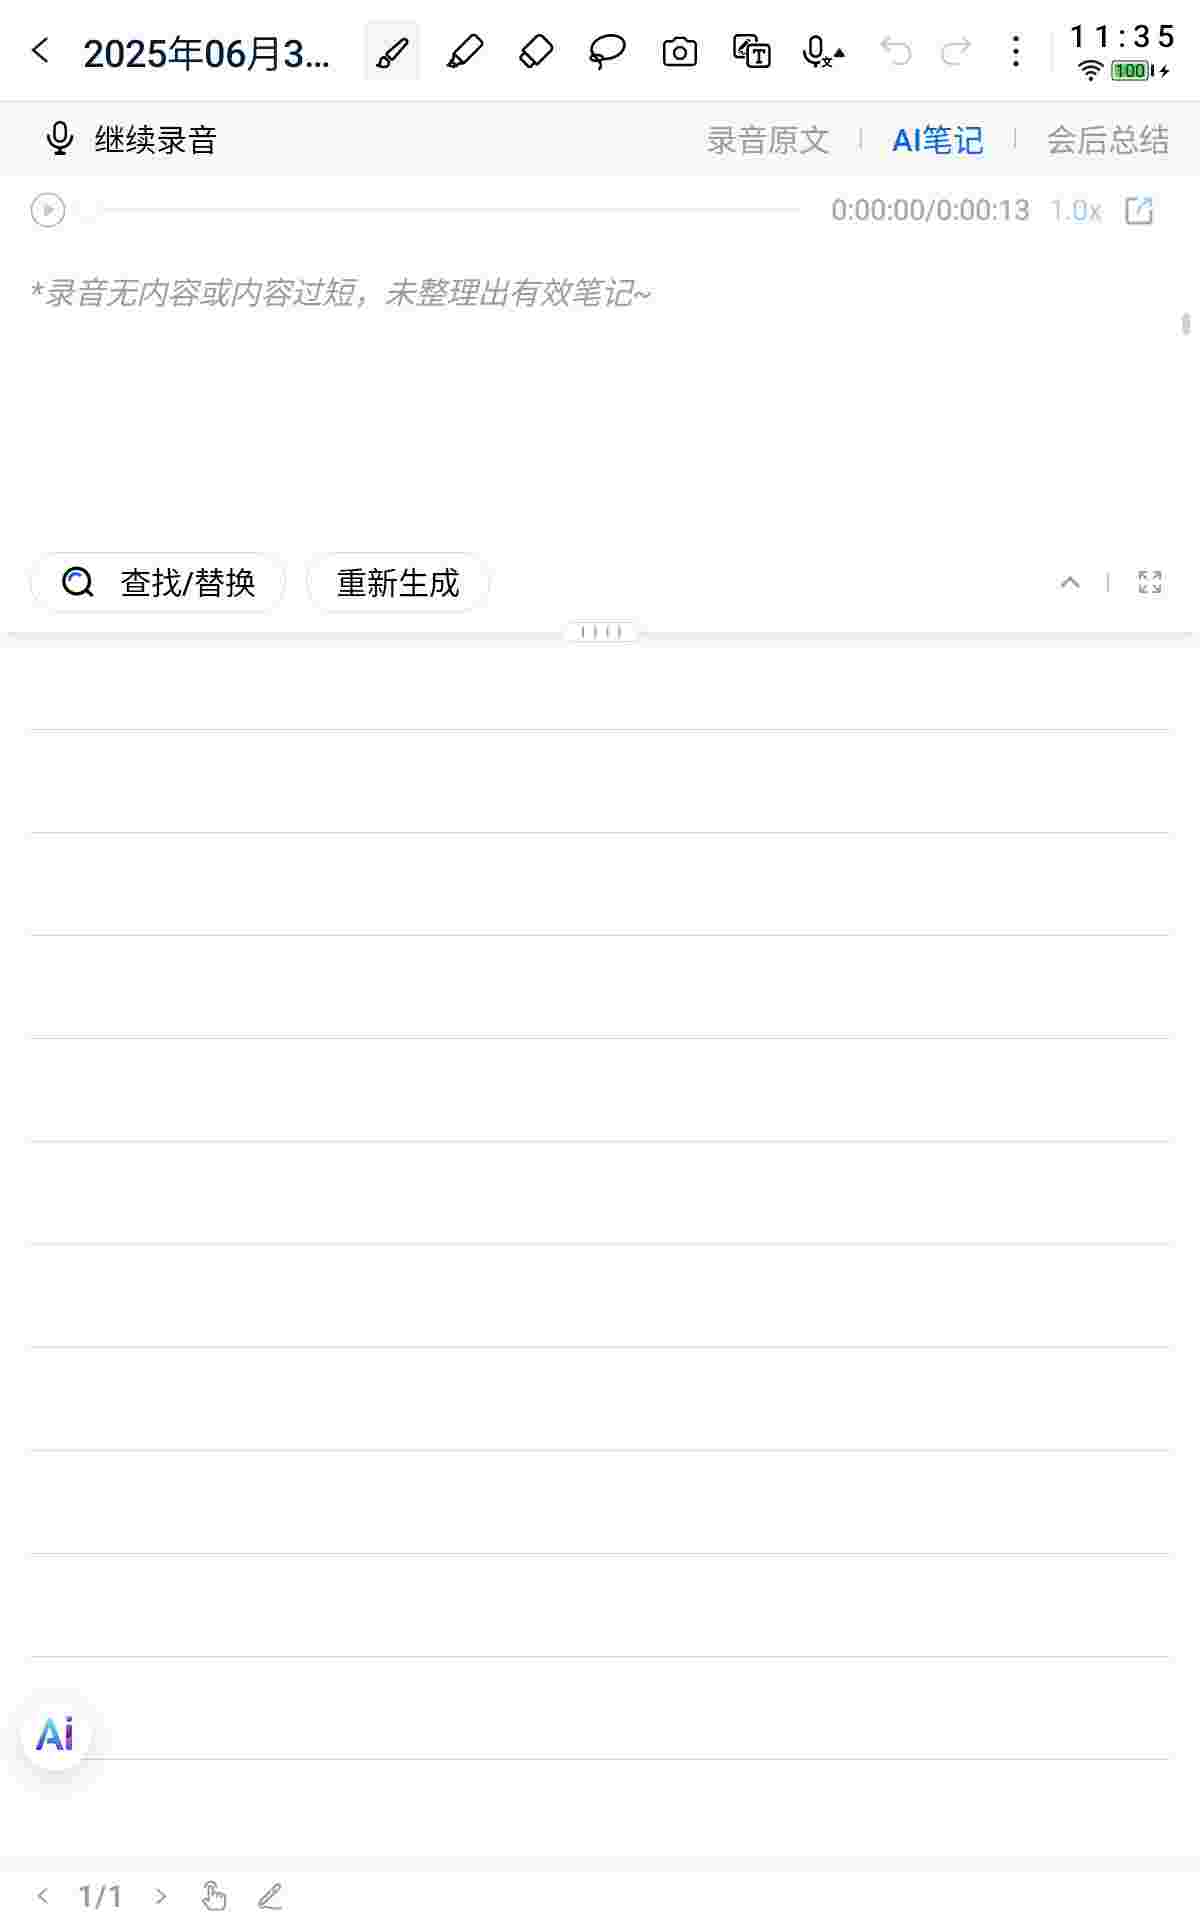 2025年06月3...
11:35
100
继续录音
录音原文
AI笔记
会后总结
0:00:00/0:00:13
1.0x
*录音无内容或内容过短，未整理出有效笔记~
查找/替换
重新生成
Ai
1/1